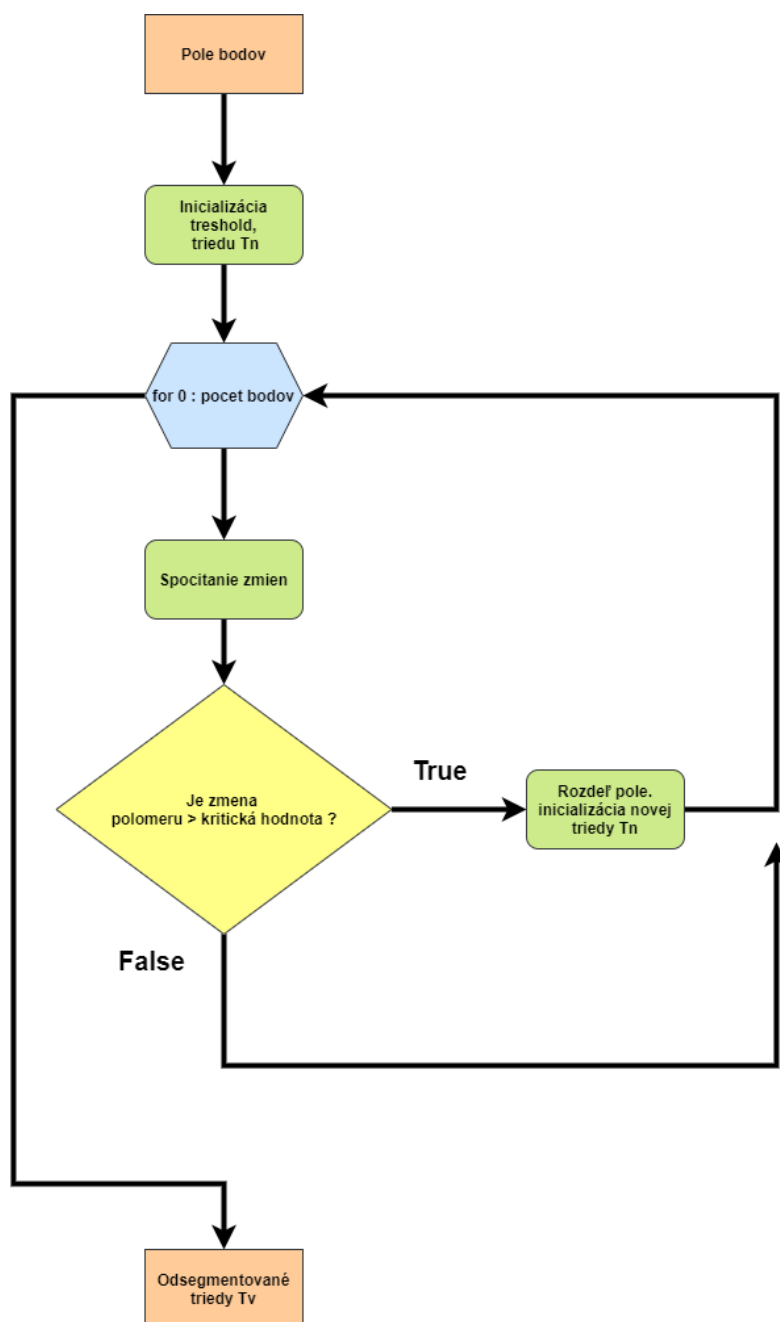 Pole bodov
Inicializácia
treshold,
triedu Tn
for 0 : pocet bodov
Spocitanie zmien
Je zmena
polomeru > kritická hodnota ?
True
Rozdeľ pole.
inicializácia novej
triedy Tn
False
Odsegmentované
triedy Tv